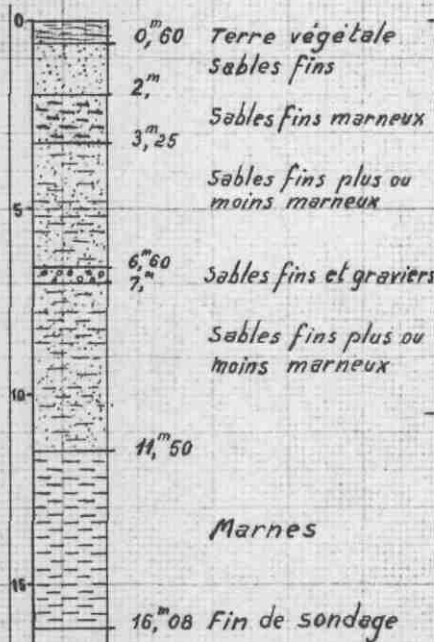 0
0,ᵐ60 Terre végétale
Sables fins
2,ᵐ
Sables fins marneux
3,ᵐ25
Sables fins plus ou
moins marneux
5
6,ᵐ60
7,ᵐ Sables fins et graviers
Sables fins plus ou
moins marneux
10
11,ᵐ50
Marnes
15
16,ᵐ08 Fin de sondage